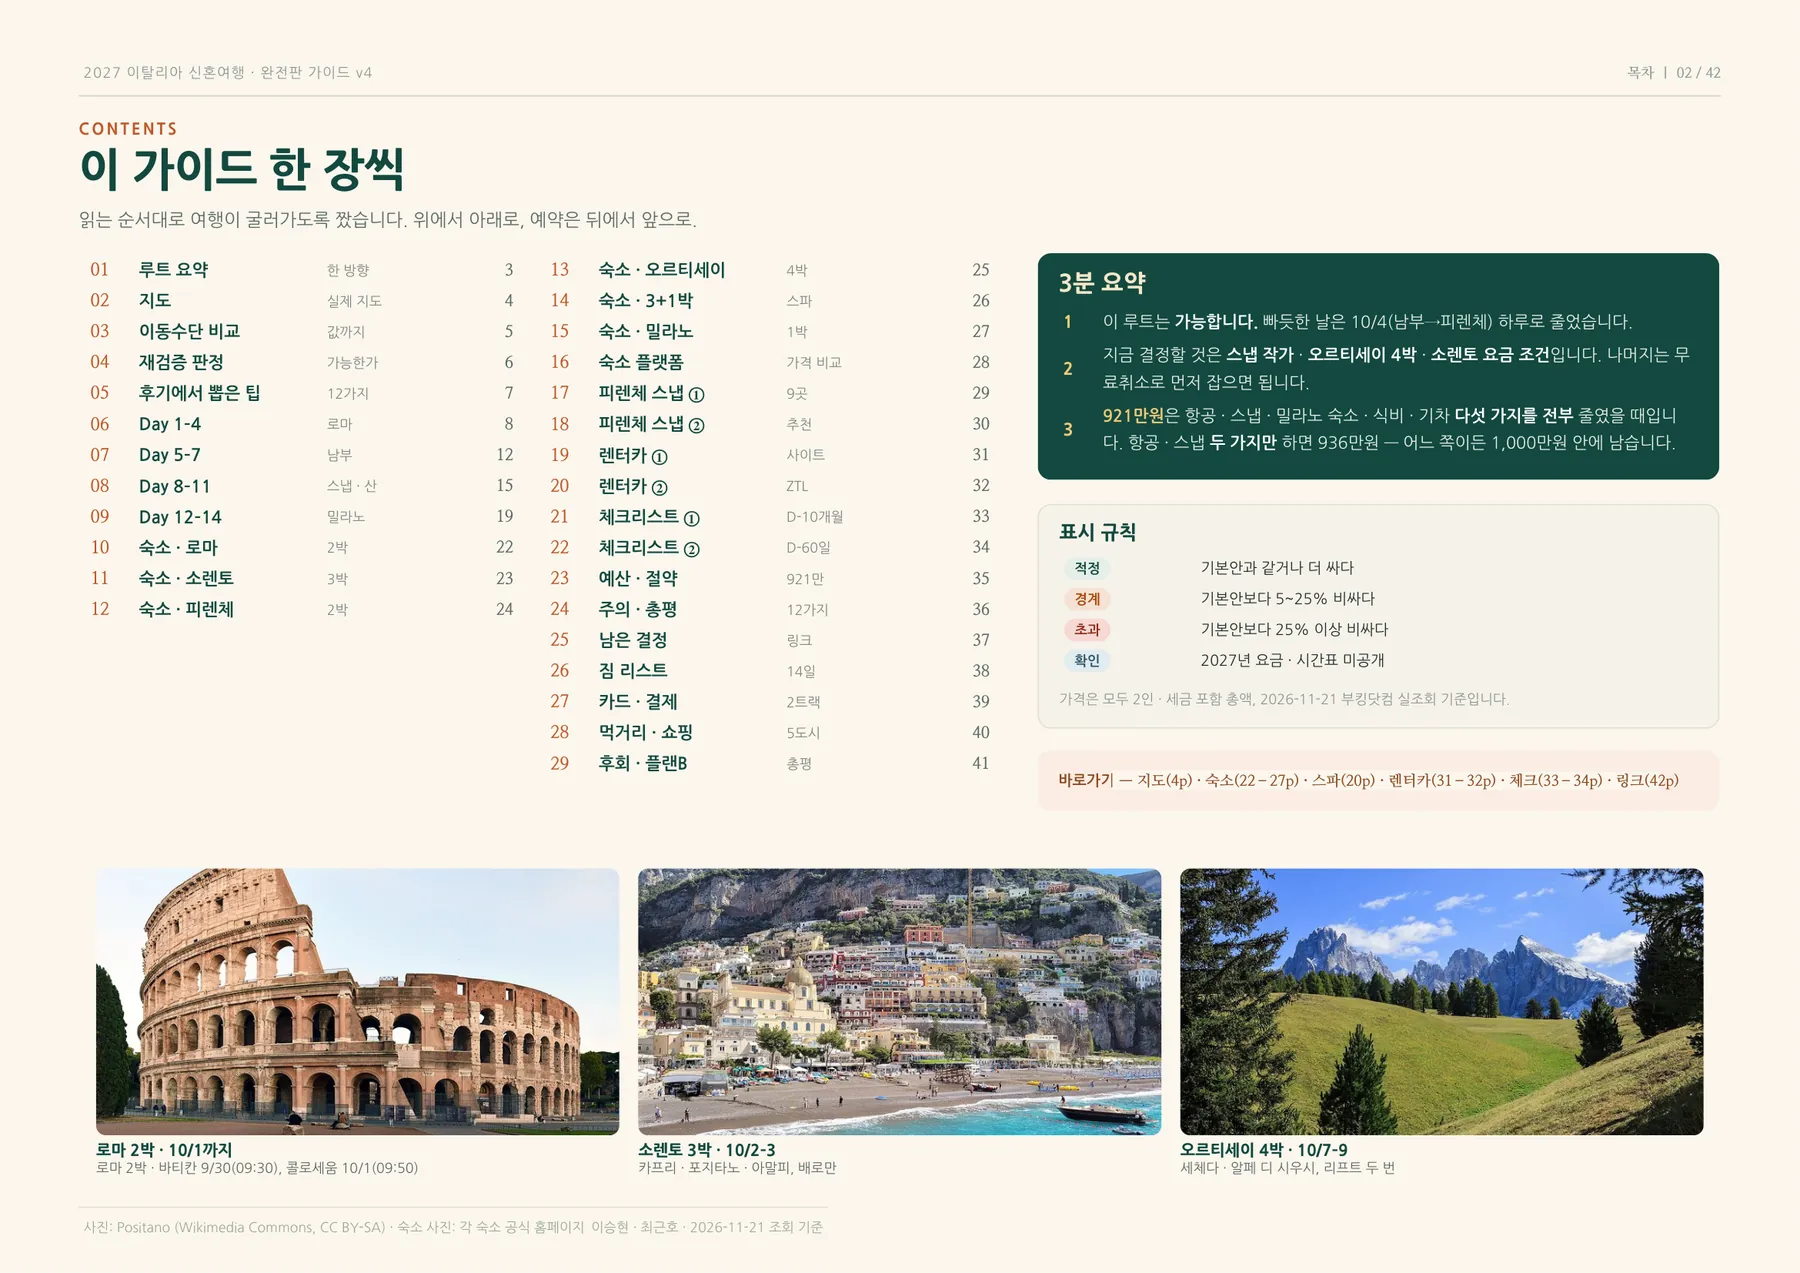 2027 이탈리아 신혼여행 · 완전판 가이드 v4
목차 | 02 / 42
CONTENTS
이 가이드 한 장씩
읽는 순서대로 여행이 굴러가도록 짰습니다. 위에서 아래로, 예약은 뒤에서 앞으로.
01 루트 요약 한 방향 3
02 지도 실제 지도 4
03 이동수단 비교 값까지 5
04 재검증 판정 가능한가 6
05 후기에서 뽑은 팁 12가지 7
06 Day 1-4 로마 8
07 Day 5-7 남부 12
08 Day 8-11 스냅 · 산 15
09 Day 12-14 밀라노 19
10 숙소 · 로마 2박 22
11 숙소 · 소렌토 3박 23
12 숙소 · 피렌체 2박 24
13 숙소 · 오르티세이 4박 25
14 숙소 · 3+1박 스파 26
15 숙소 · 밀라노 1박 27
16 숙소 플랫폼 가격 비교 28
17 피렌체 스냅 ① 9곳 29
18 피렌체 스냅 ② 추천 30
19 렌터카 ① 사이트 31
20 렌터카 ② ZTL 32
21 체크리스트 ① D-10개월 33
22 체크리스트 ② D-60일 34
23 예산 · 절약 921만 35
24 주의 · 총평 12가지 36
25 남은 결정 링크 37
26 짐 리스트 14일 38
27 카드 · 결제 2트랙 39
28 먹거리 · 쇼핑 5도시 40
29 후회 · 플랜B 총평 41
3분 요약
1 이 루트는 가능합니다. 빠듯한 날은 10/4(남부→피렌체) 하루로 줄었습니다.
2 지금 결정할 것은 스냅 작가 · 오르티세이 4박 · 소렌토 요금 조건입니다. 나머지는 무
료취소로 먼저 잡으면 됩니다.
3 921만원은 항공 · 스냅 · 밀라노 숙소 · 식비 · 기차 다섯 가지를 전부 줄였을 때입니
다. 항공 · 스냅 두 가지만 하면 936만원 — 어느 쪽이든 1,000만원 안에 남습니다.
표시 규칙
적정 기본안과 같거나 더 싸다
경계 기본안보다 5~25% 비싸다
초과 기본안보다 25% 이상 비싸다
확인 2027년 요금 · 시간표 미공개
가격은 모두 2인 · 세금 포함 총액, 2026-11-21 부킹닷컴 실조회 기준입니다.
바로가기 — 지도(4p) · 숙소(22–27p) · 스파(20p) · 렌터카(31–32p) · 체크(33–34p) · 링크(42p)
로마 2박 · 10/1까지
로마 2박 · 바티칸 9/30(09:30), 콜로세움 10/1(09:50)
소렌토 3박 · 10/2-3
카프리 · 포지타노 · 아말피, 배로만
오르티세이 4박 · 10/7-9
세체다 · 알페 디 시우시, 리프트 두 번
사진: Positano (Wikimedia Commons, CC BY-SA) · 숙소 사진: 각 숙소 공식 홈페이지 이승현 · 최근호 · 2026-11-21 조회 기준